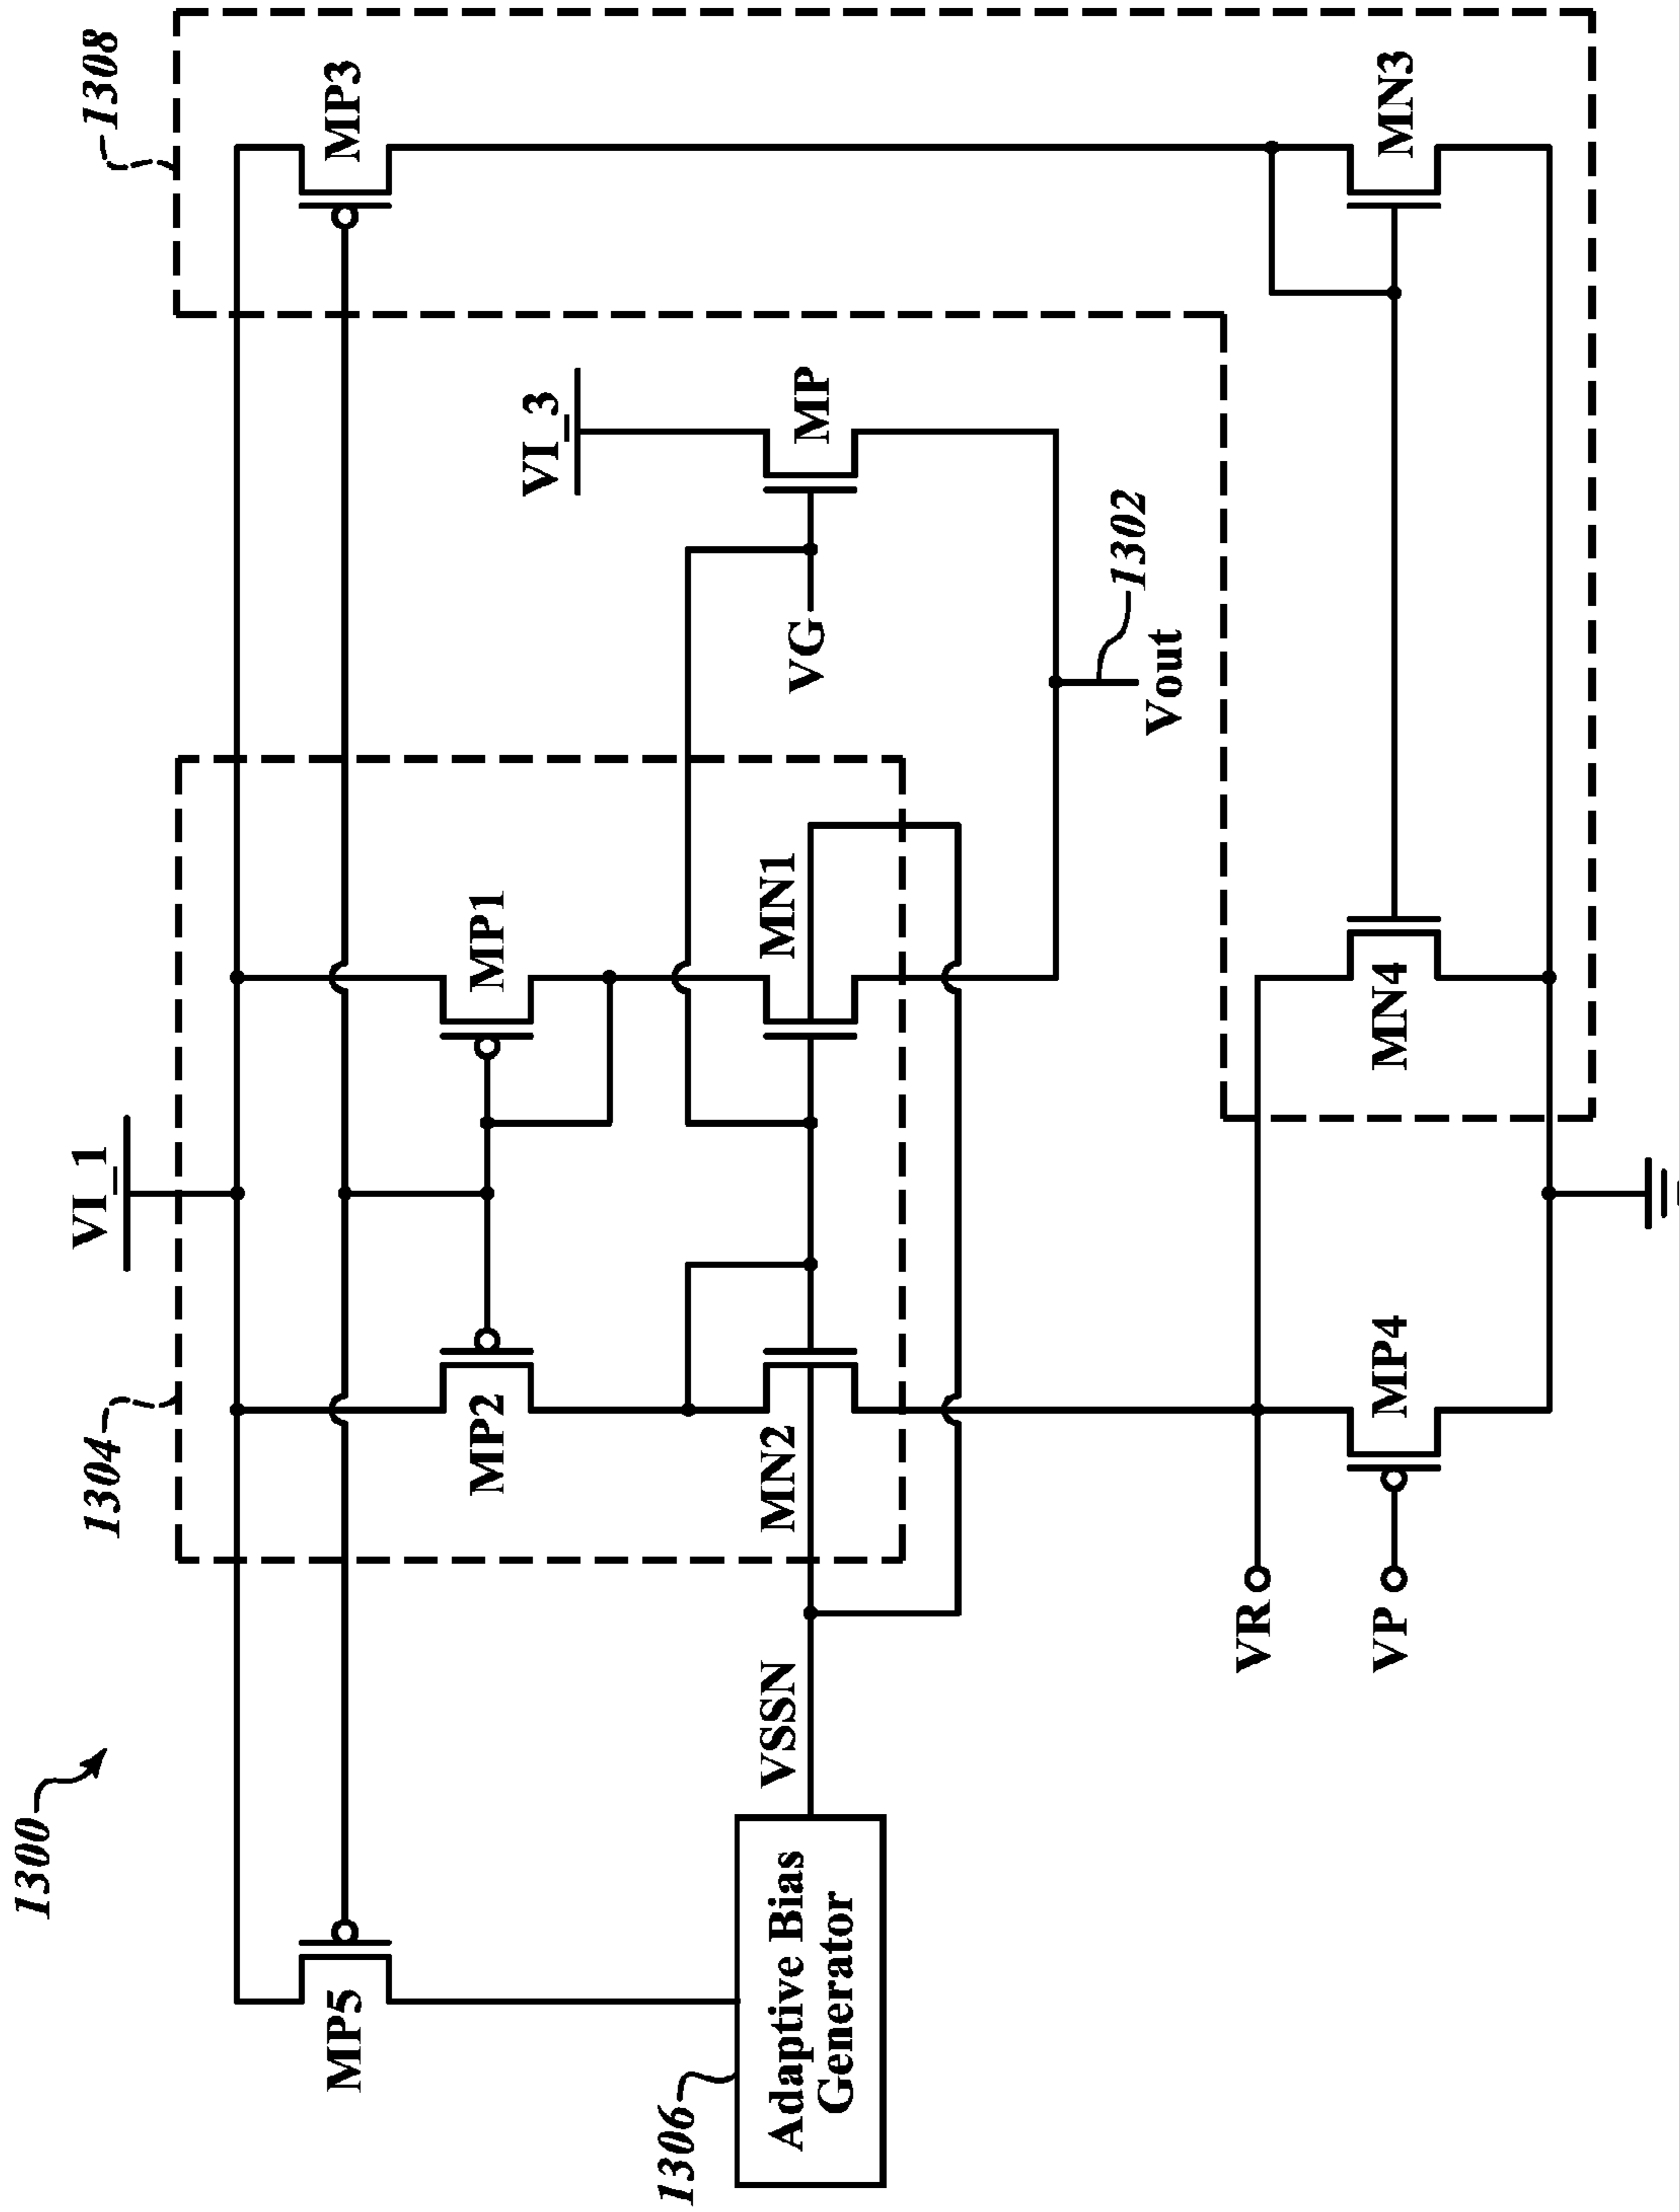 1300
VI_1
1304
1308
MP5
MP3
MP2
MP1
VI_3
1306
Adaptive Bias
Generator
VSSN
MN2
MN1
VG
MP
1302
Vout
VR
VP
MP4
MN4
MN3